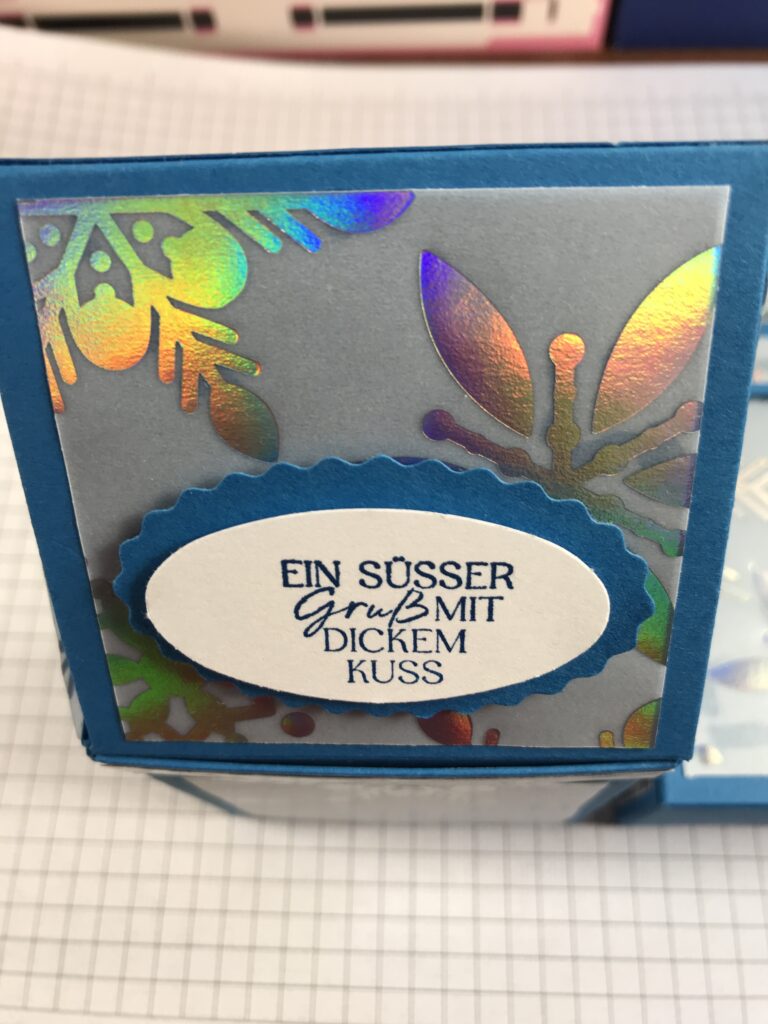 EIN SÜSSER
Gruß MIT
DICKEM
KUSS